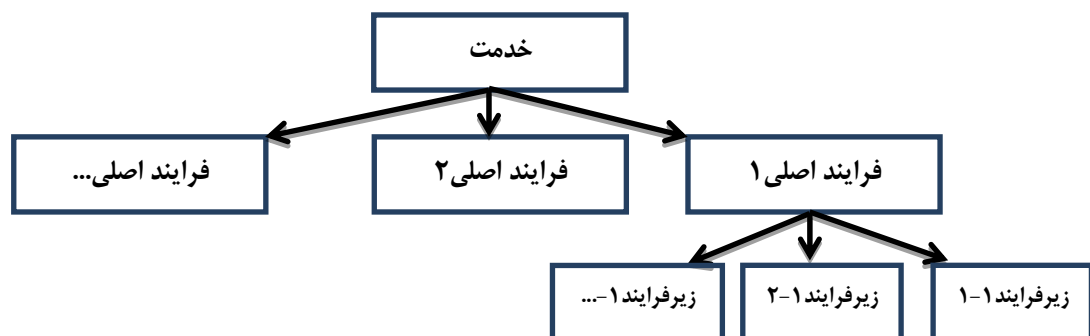 خدمت
فرایند اصلی۱
فرایند اصلی۲
فرایند اصلی...
زیرفرایند۱-۱
زیرفرایند۱-۲
زیرفرایند۱-...